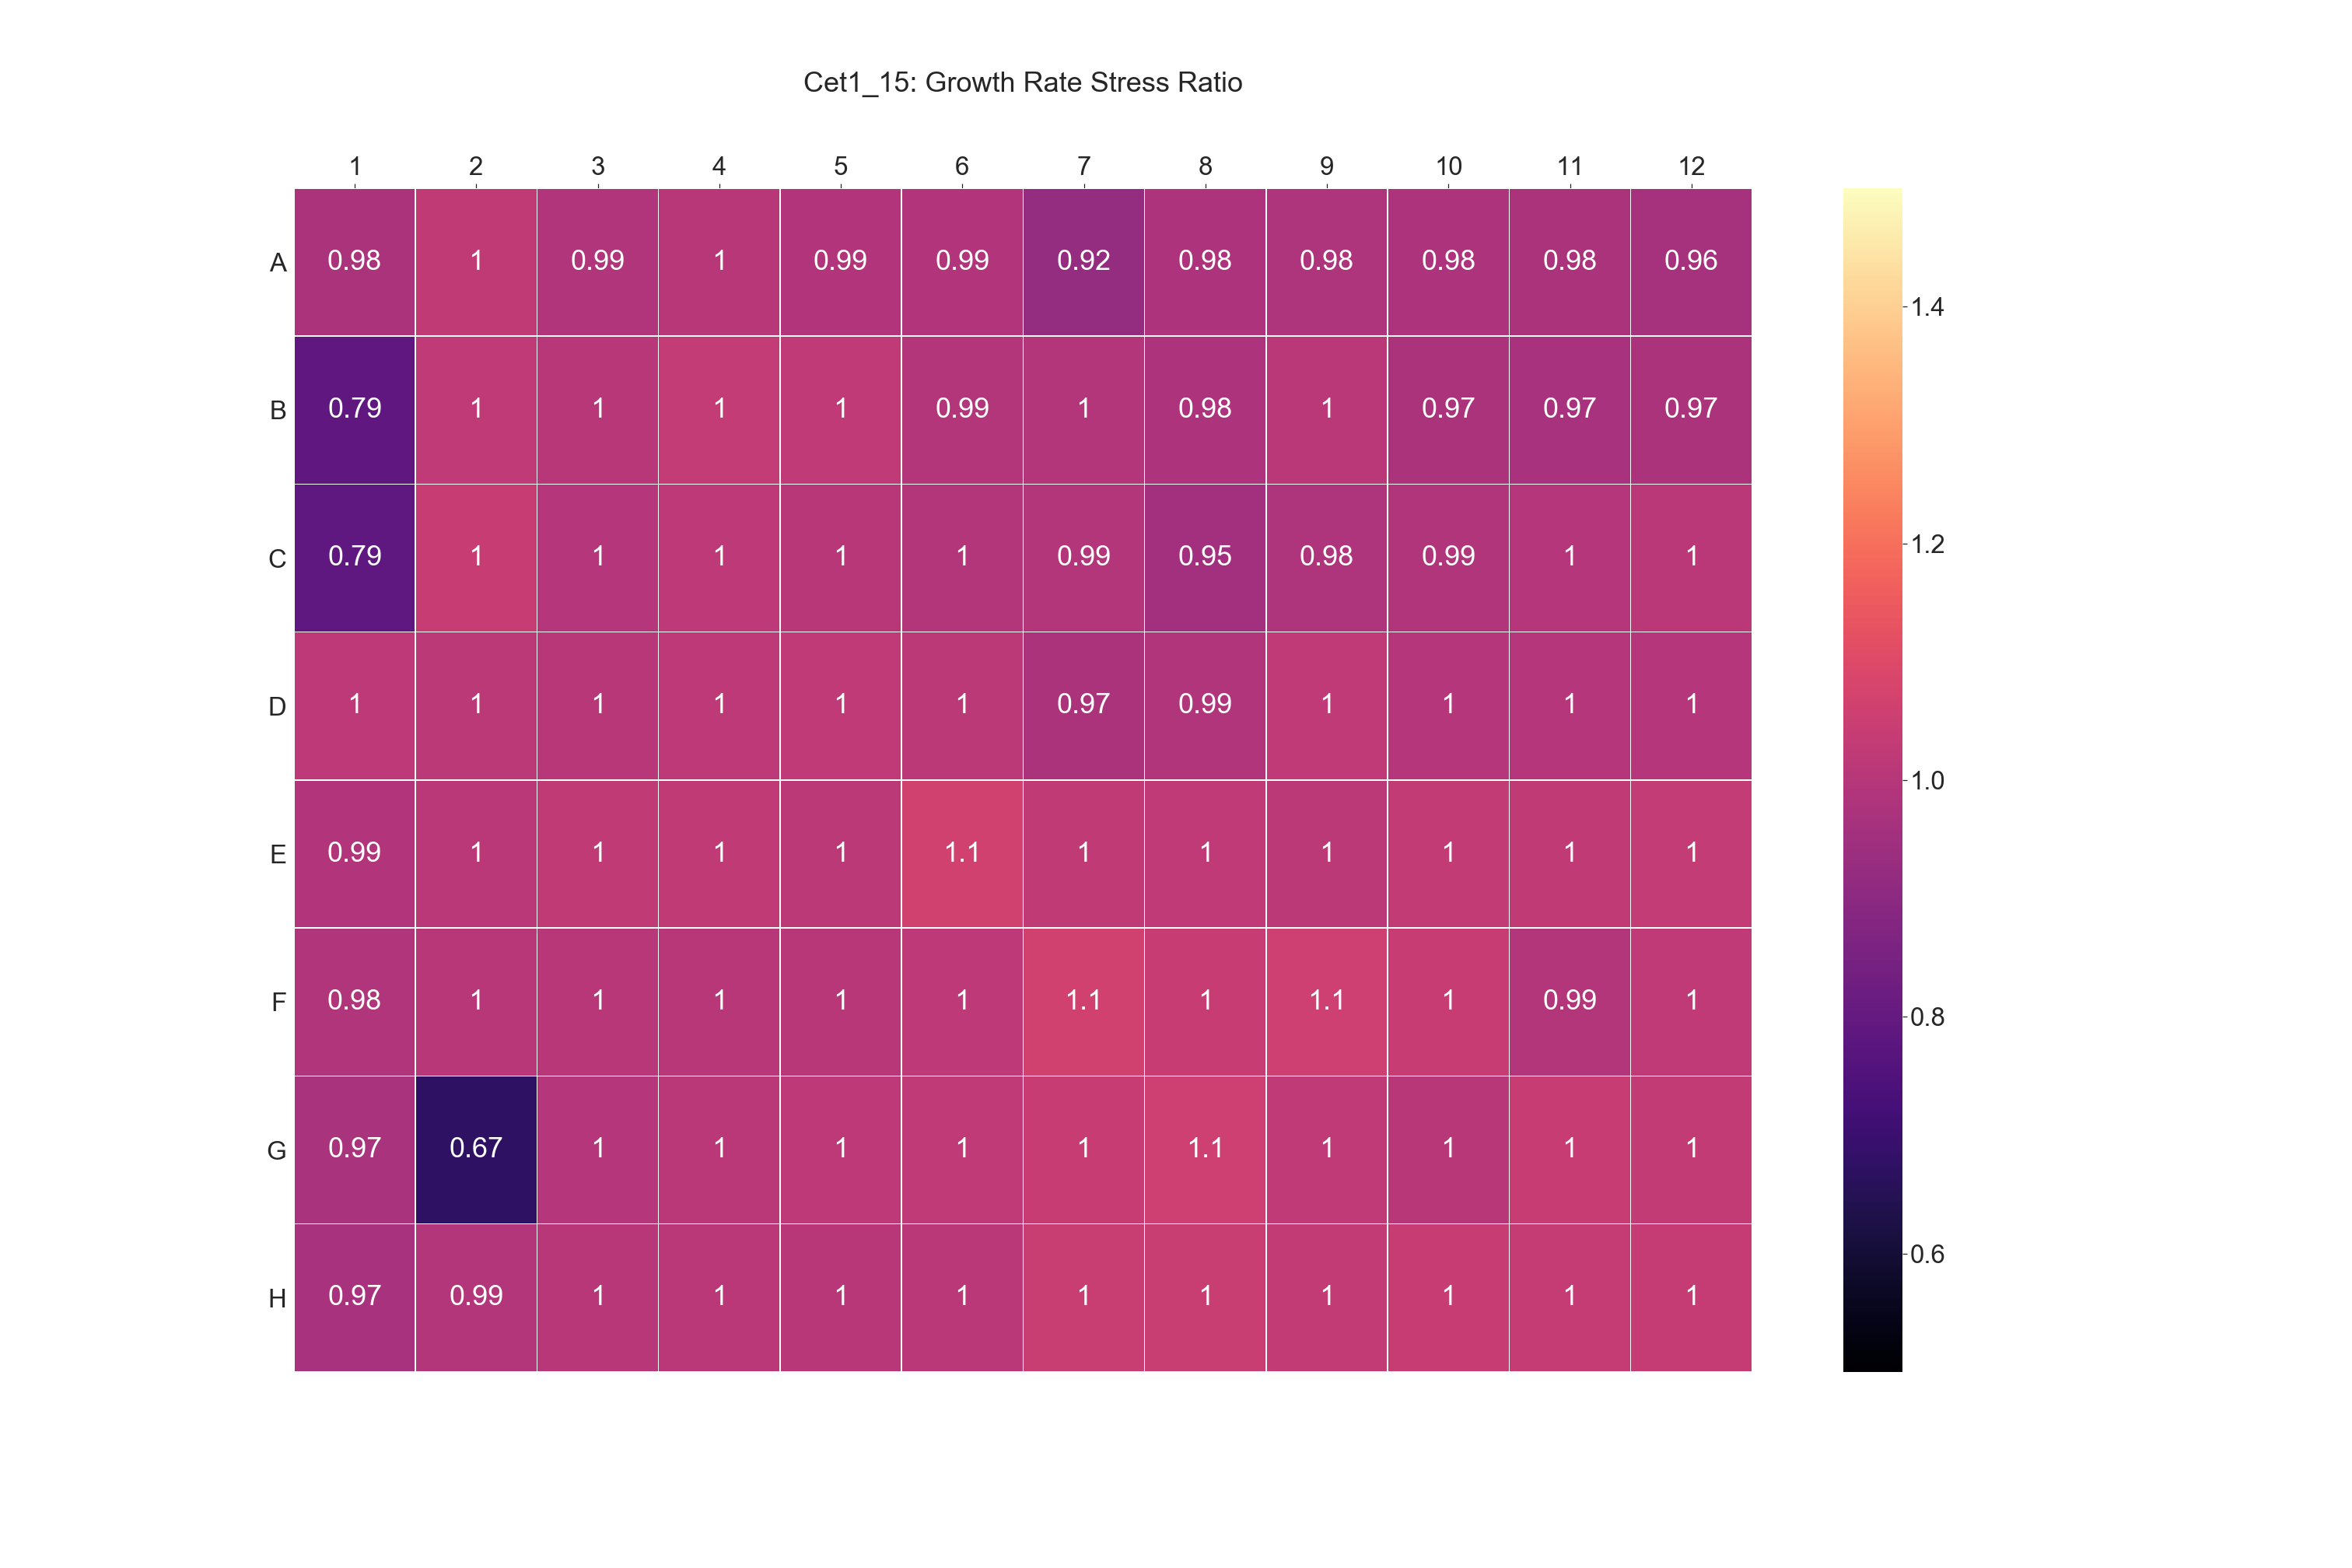 Cet1_15: Growth Rate Stress Ratio
1 2 3 4 5 6 7 8 9 10 11 12
A 0.98 1 0.99 1 0.99 0.99 0.92 0.98 0.98 0.98 0.98 0.96
B 0.79 1 1 1 1 0.99 1 0.98 1 0.97 0.97 0.97
C 0.79 1 1 1 1 1 0.99 0.95 0.98 0.99 1 1
D 1 1 1 1 1 1 0.97 0.99 1 1 1 1
E 0.99 1 1 1 1 1.1 1 1 1 1 1 1
F 0.98 1 1 1 1 1 1.1 1 1.1 1 0.99 1
G 0.97 0.67 1 1 1 1 1 1.1 1 1 1 1
H 0.97 0.99 1 1 1 1 1 1 1 1 1 1
1.4
1.2
1.0
0.8
0.6